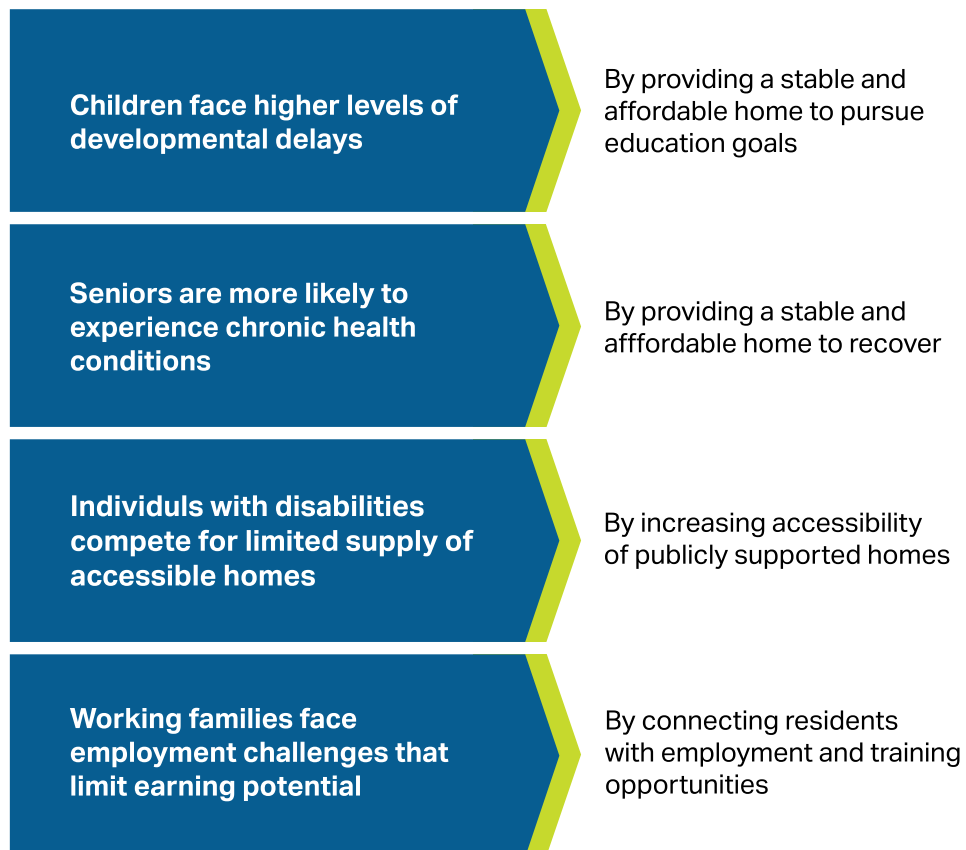 Children face higher levels of
developmental delays
By providing a stable and
affordable home to pursue
education goals
Seniors are more likely to
experience chronic health
conditions
By providing a stable and
afffordable home to recover
Individuls with disabilities
compete for limited supply of
accessible homes
By increasing accessibility
of publicly supported homes
Working families face
employment challenges that
limit earning potential
By connecting residents
with employment and training
opportunities